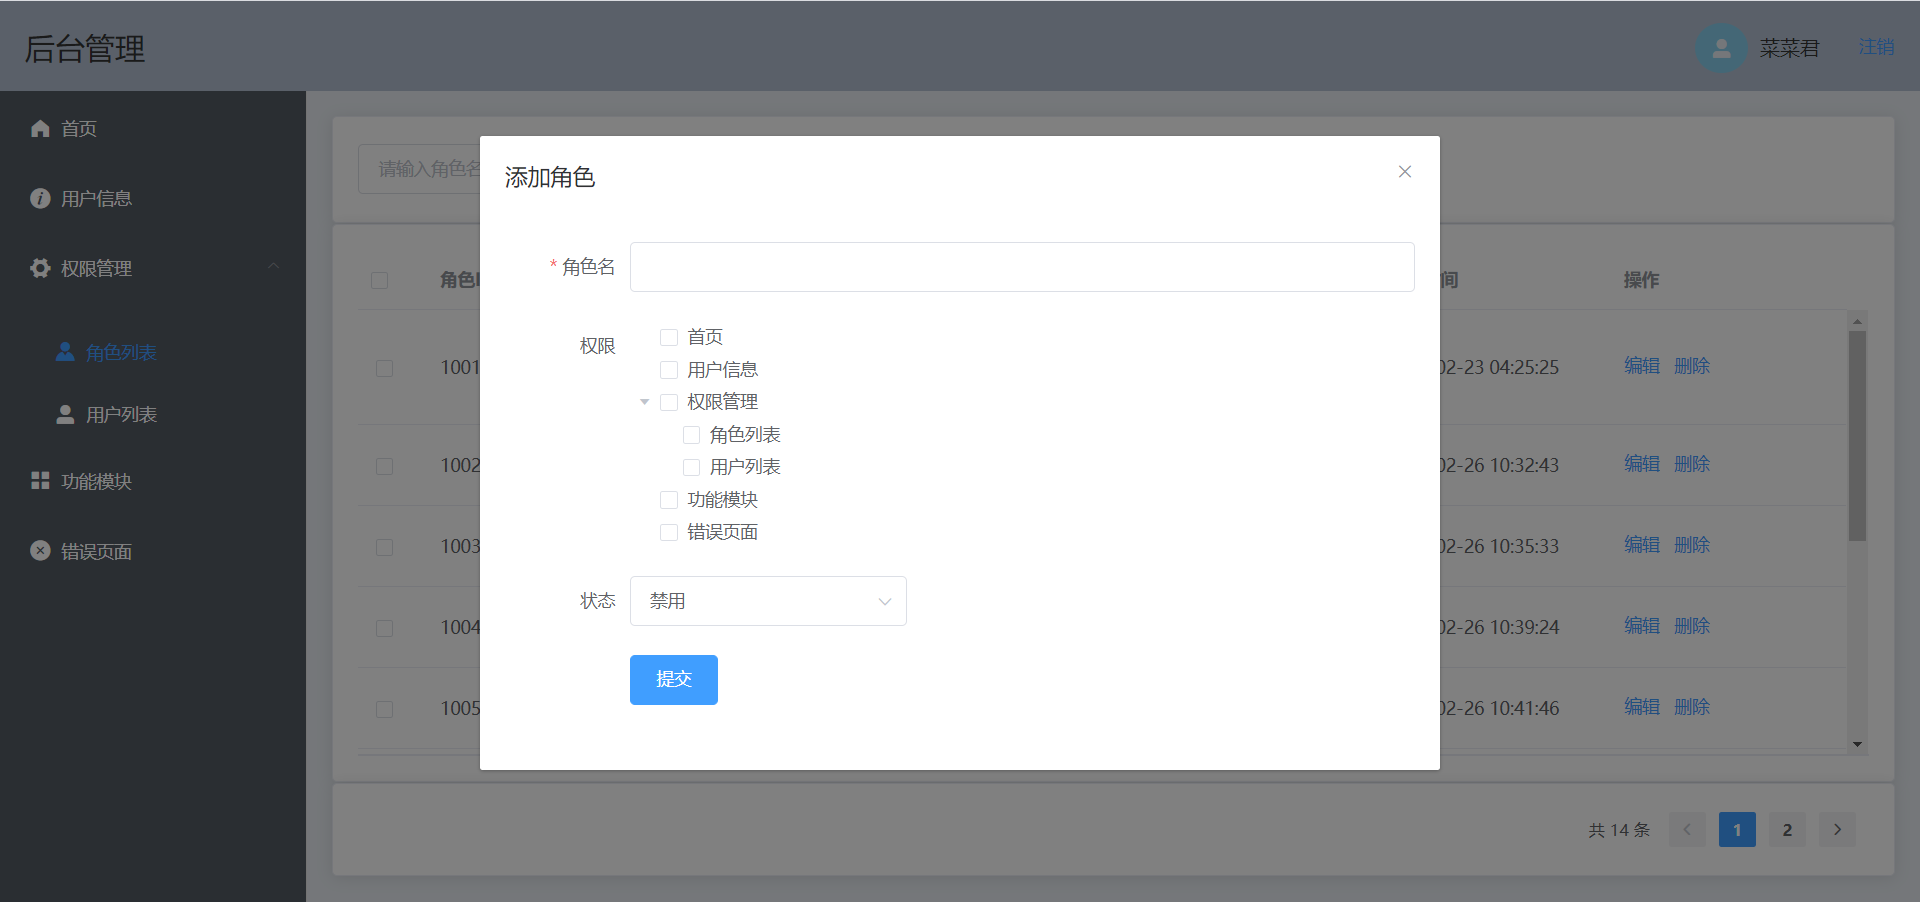 后台管理
菜菜君 注销
首页
用户信息
权限管理
角色列表
用户列表
功能模块
错误页面
请输入角色名
角色I
间 操作
1001 02-23 04:25:25 编辑 删除
1002 02-26 10:32:43 编辑 删除
1003 02-26 10:35:33 编辑 删除
1004 02-26 10:39:24 编辑 删除
1005 02-26 10:41:46 编辑 删除
共 14 条 1 2
添加角色
* 角色名
权限
首页
用户信息
权限管理
角色列表
用户列表
功能模块
错误页面
状态 禁用
提交